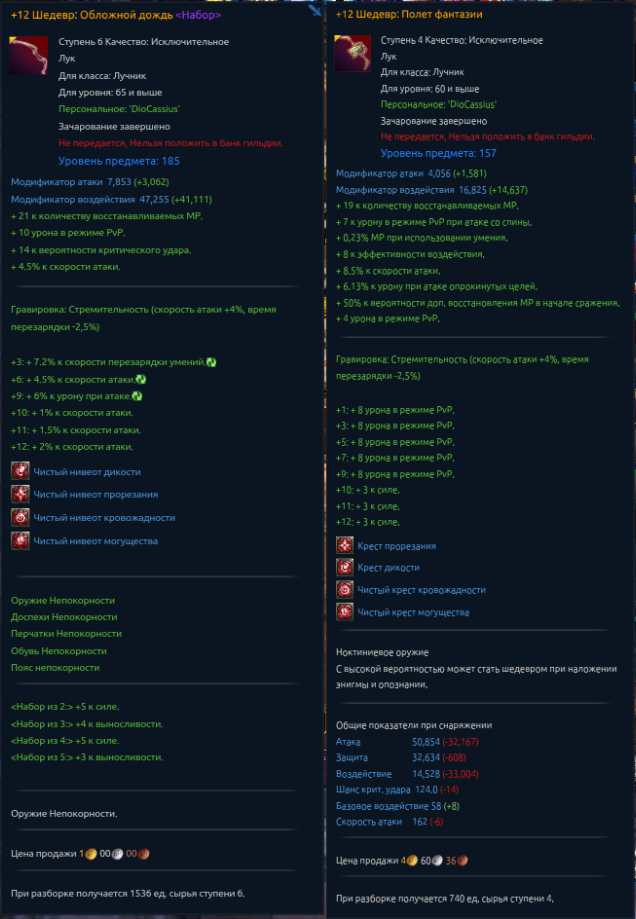 +12 Шедевр: Обложной дождь <Набор>
Ступень 6 Качество: Исключительное
Лук
Для класса: Лучник
Для уровня: 65 и выше
Персональное: 'DioCassius'
Зачарование завершено
Не передается, Нельзя положить в банк гильдии.
Уровень предмета: 185
Модификатор атаки 7,853 (+3,062)
Модификатор воздействия 47,255 (+41,111)
+ 21 к количеству восстанавливаемых MP.
+ 10 урона в режиме PvP.
+ 14 к вероятности критического удара.
+ 4,5% к скорости атаки.
Гравировка: Стремительность (скорость атаки +4%, время
перезарядки -2,5%)
+3: + 7,2% к скорости перезарядки умений.
+6: + 4,5% к скорости атаки.
+9: + 6% к урону при атаке.
+10: + 1% к скорости атаки.
+11: + 1,5% к скорости атаки.
+12: + 2% к скорости атаки.
Чистый нивеот дикости
Чистый нивеот прорезания
Чистый нивеот кровожадности
Чистый нивеот могущества
Оружие Непокорности
Доспехи Непокорности
Перчатки Непокорности
Обувь Непокорности
Пояс непокорности
<Набор из 2:> +5 к силе.
<Набор из 3:> +4 к выносливости.
<Набор из 4:> +5 к силе.
<Набор из 5:> +3 к выносливости.
Оружие Непокорности.
Цена продажи 1 00 00
При разборке получается 1536 ед. сырья ступени 6.
+12 Шедевр: Полет фантазии
Ступень 4 Качество: Исключительное
Лук
Для класса: Лучник
Для уровня: 60 и выше
Персональное: 'DioCassius'
Зачарование завершено
Не передается, Нельзя положить в банк гильдии.
Уровень предмета: 157
Модификатор атаки 4,056 (+1,581)
Модификатор воздействия 16,825 (+14,637)
+ 19 к количеству восстанавливаемых MP.
+ 7 к урону в режиме PvP при атаке со спины.
+ 0,23% MP при использовании умения.
+ 8 к эффективности воздействия.
+ 8.5% к скорости атаки.
+ 6.13% к урону при атаке опрокинутых целей.
+ 50% к вероятности доп. восстановления MP в начале сражения.
+ 4 урона в режиме PvP.
Гравировка: Стремительность (скорость атаки +4%, время
перезарядки -2,5%)
+1: + 8 урона в режиме PvP.
+3: + 8 урона в режиме PvP.
+5: + 8 урона в режиме PvP.
+7: + 8 урона в режиме PvP.
+9: + 8 урона в режиме PvP.
+10: + 3 к силе.
+11: + 3 к силе.
+12: + 3 к силе.
Крест прорезания
Крест дикости
Чистый крест кровожадности
Чистый крест могущества
Ноктиниевое оружие
С высокой вероятностью может стать шедевром при наложении
энигмы и опознании.
Общие показатели при снаряжении
Атака 50,854 (-32,167)
Защита 32,634 (-608)
Воздействие 14,528 (-33,004)
Шанс крит. удара 124.0 (-14)
Базовое воздействие 58 (+8)
Скорость атаки 162 (-6)
Цена продажи 4 60 36
При разборке получается 740 ед. сырья ступени 4.